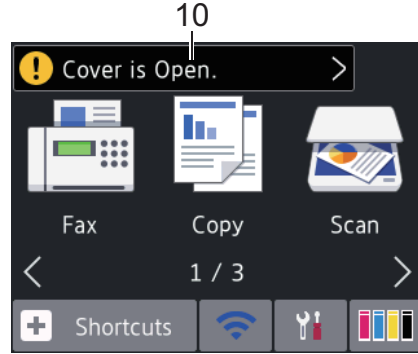 10
Cover is Open.
Fax Copy Scan
1 / 3
Shortcuts